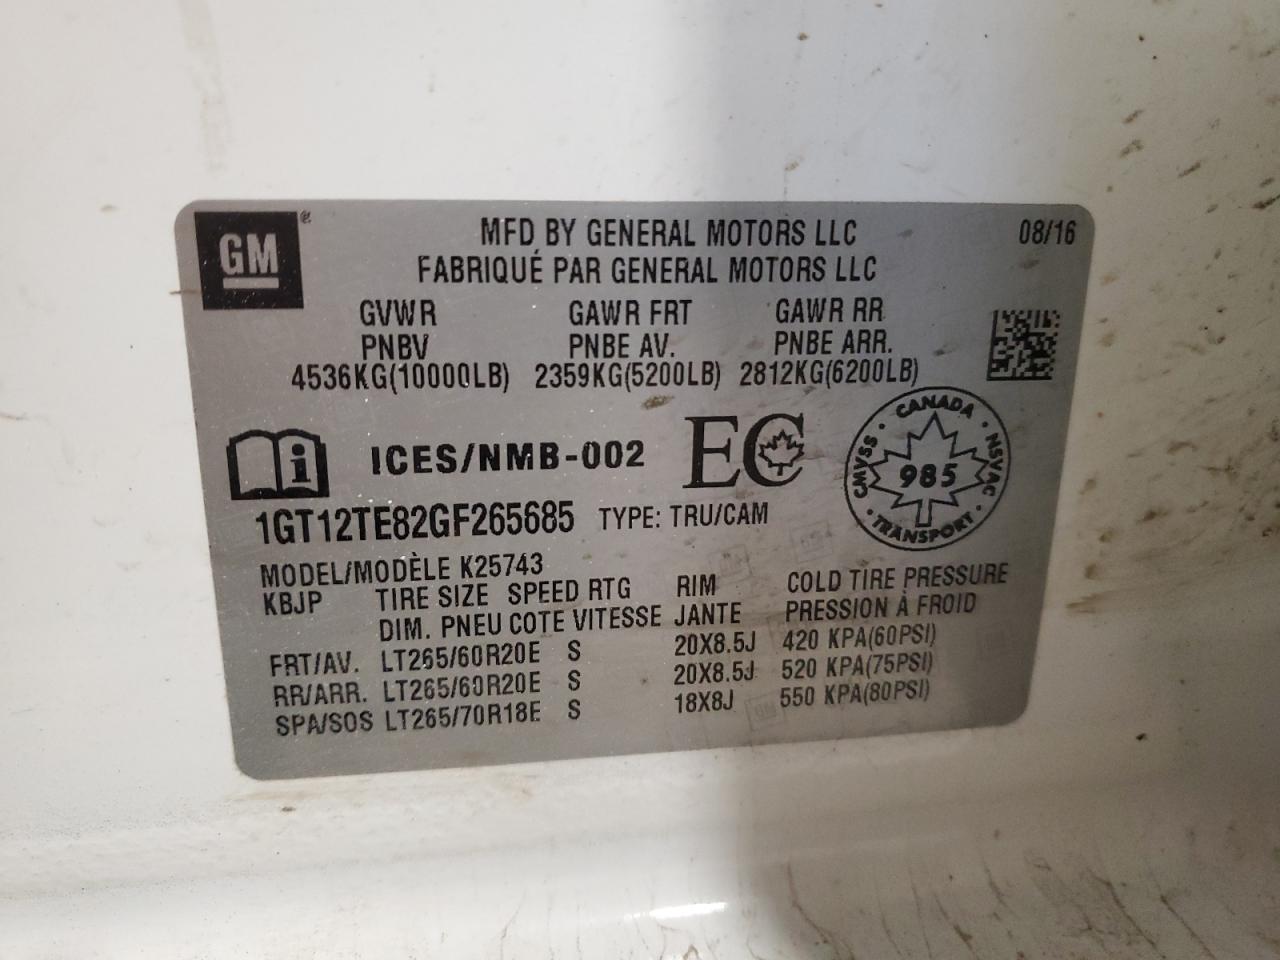 GM
MFD BY GENERAL MOTORS LLC 08/16
FABRIQUÉ PAR GENERAL MOTORS LLC
GVWR GAWR FRT GAWR RR
PNBV PNBE AV. PNBE ARR.
4536KG(10000LB) 2359KG(5200LB) 2812KG(6200LB)
i ICES/NMB-002 EC
CANADA CMVSS NSVAC 985 TRANSPORT
1GT12TE82GF265685 TYPE: TRU/CAM
MODEL/MODÈLE K25743
KBJP TIRE SIZE SPEED RTG RIM COLD TIRE PRESSURE
DIM. PNEU COTE VITESSE JANTE PRESSION À FROID
FRT/AV. LT265/60R20E S 20X8.5J 420 KPA(60PSI)
RR/ARR. LT265/60R20E S 20X8.5J 520 KPA(75PSI)
SPA/SOS LT265/70R18E S 18X8J 550 KPA(80PSI)